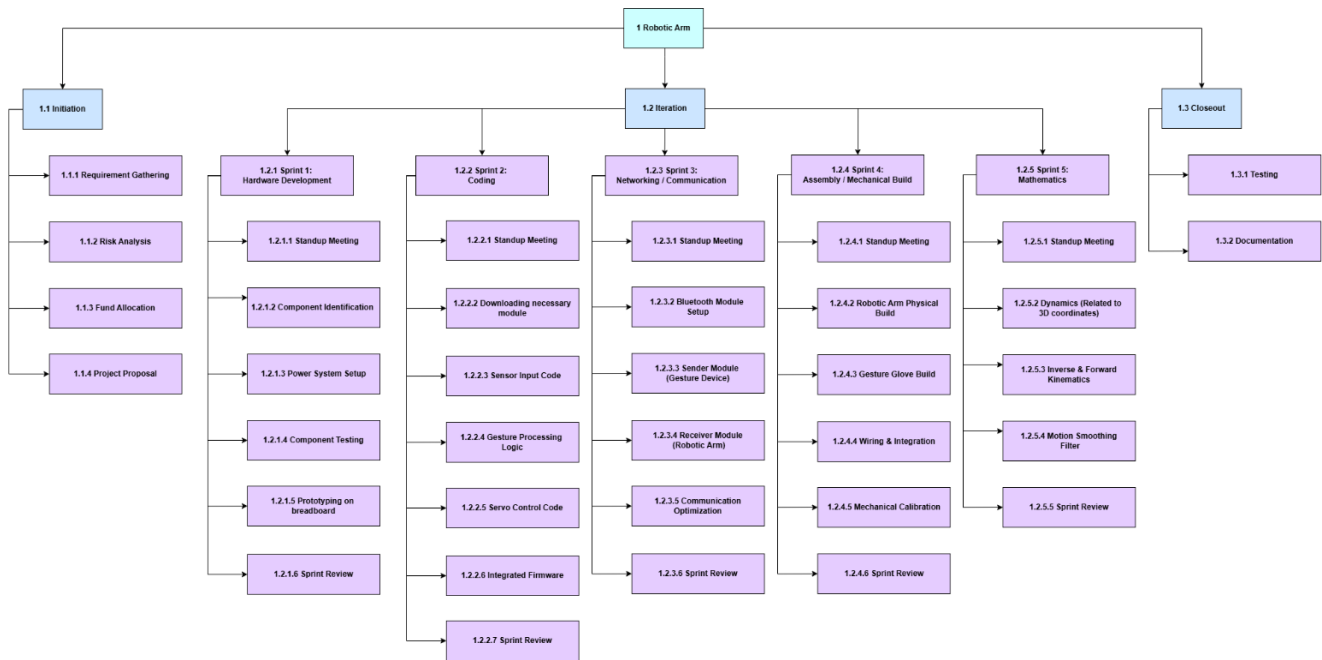 1 Robotic Arm
1.1 Initiation
1.2 Iteration
1.3 Closeout
1.1.1 Requirement Gathering
1.1.2 Risk Analysis
1.1.3 Fund Allocation
1.1.4 Project Proposal
1.2.1 Sprint 1:
Hardware Development
1.2.1.1 Standup Meeting
1.2.1.2 Component Identification
1.2.1.3 Power System Setup
1.2.1.4 Component Testing
1.2.1.5 Prototyping on
breadboard
1.2.1.6 Sprint Review
1.2.2 Sprint 2:
Coding
1.2.2.1 Standup Meeting
1.2.2.2 Downloading necessary
module
1.2.2.3 Sensor Input Code
1.2.2.4 Gesture Processing
Logic
1.2.2.5 Servo Control Code
1.2.2.6 Integrated Firmware
1.2.2.7 Sprint Review
1.2.3 Sprint 3:
Networking / Communication
1.2.3.1 Standup Meeting
1.2.3.2 Bluetooth Module
Setup
1.2.3.3 Sender Module
(Gesture Device)
1.2.3.4 Receiver Module
(Robotic Arm)
1.2.3.5 Communication
Optimization
1.2.3.6 Sprint Review
1.2.4 Sprint 4:
Assembly / Mechanical Build
1.2.4.1 Standup Meeting
1.2.4.2 Robotic Arm Physical
Build
1.2.4.3 Gesture Glove Build
1.2.4.4 Wiring & Integration
1.2.4.5 Mechanical Calibration
1.2.4.6 Sprint Review
1.2.5 Sprint 5:
Mathematics
1.2.5.1 Standup Meeting
1.2.5.2 Dynamics (Related to
3D coordinates)
1.2.5.3 Inverse & Forward
Kinematics
1.2.5.4 Motion Smoothing
Filter
1.2.5.5 Sprint Review
1.3.1 Testing
1.3.2 Documentation